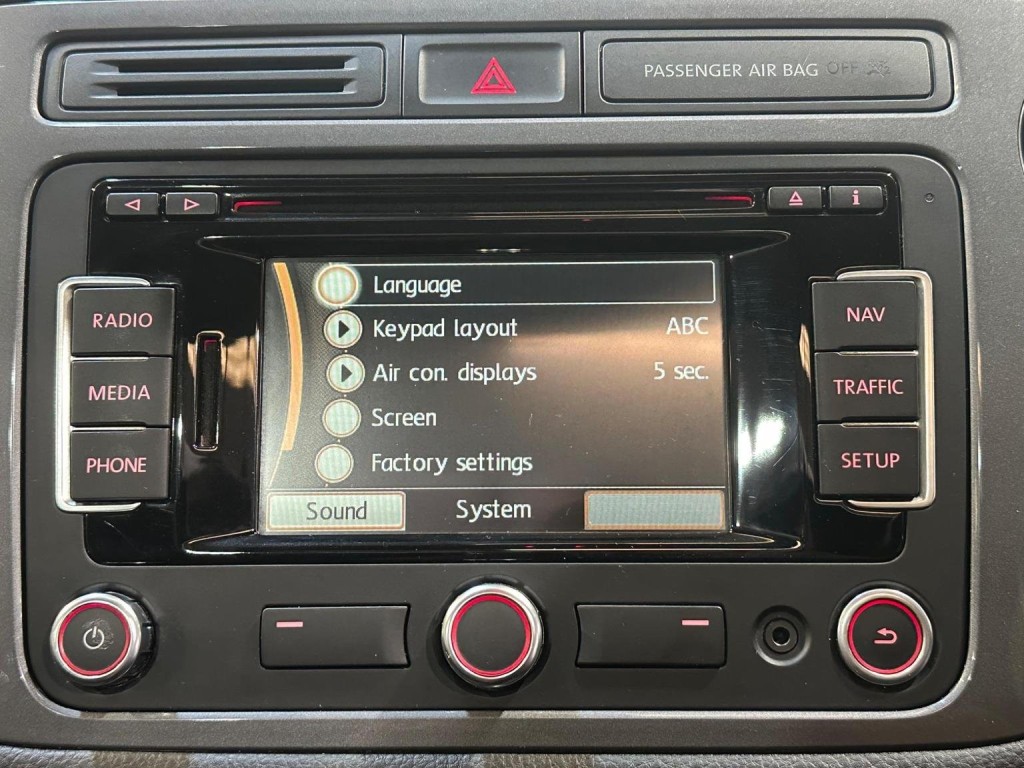 PASSENGER AIR BAG OFF
i
RADIO
MEDIA
PHONE
Language
Keypad layout ABC
Air con. displays 5 sec.
Screen
Factory settings
Sound System
NAV
TRAFFIC
SETUP